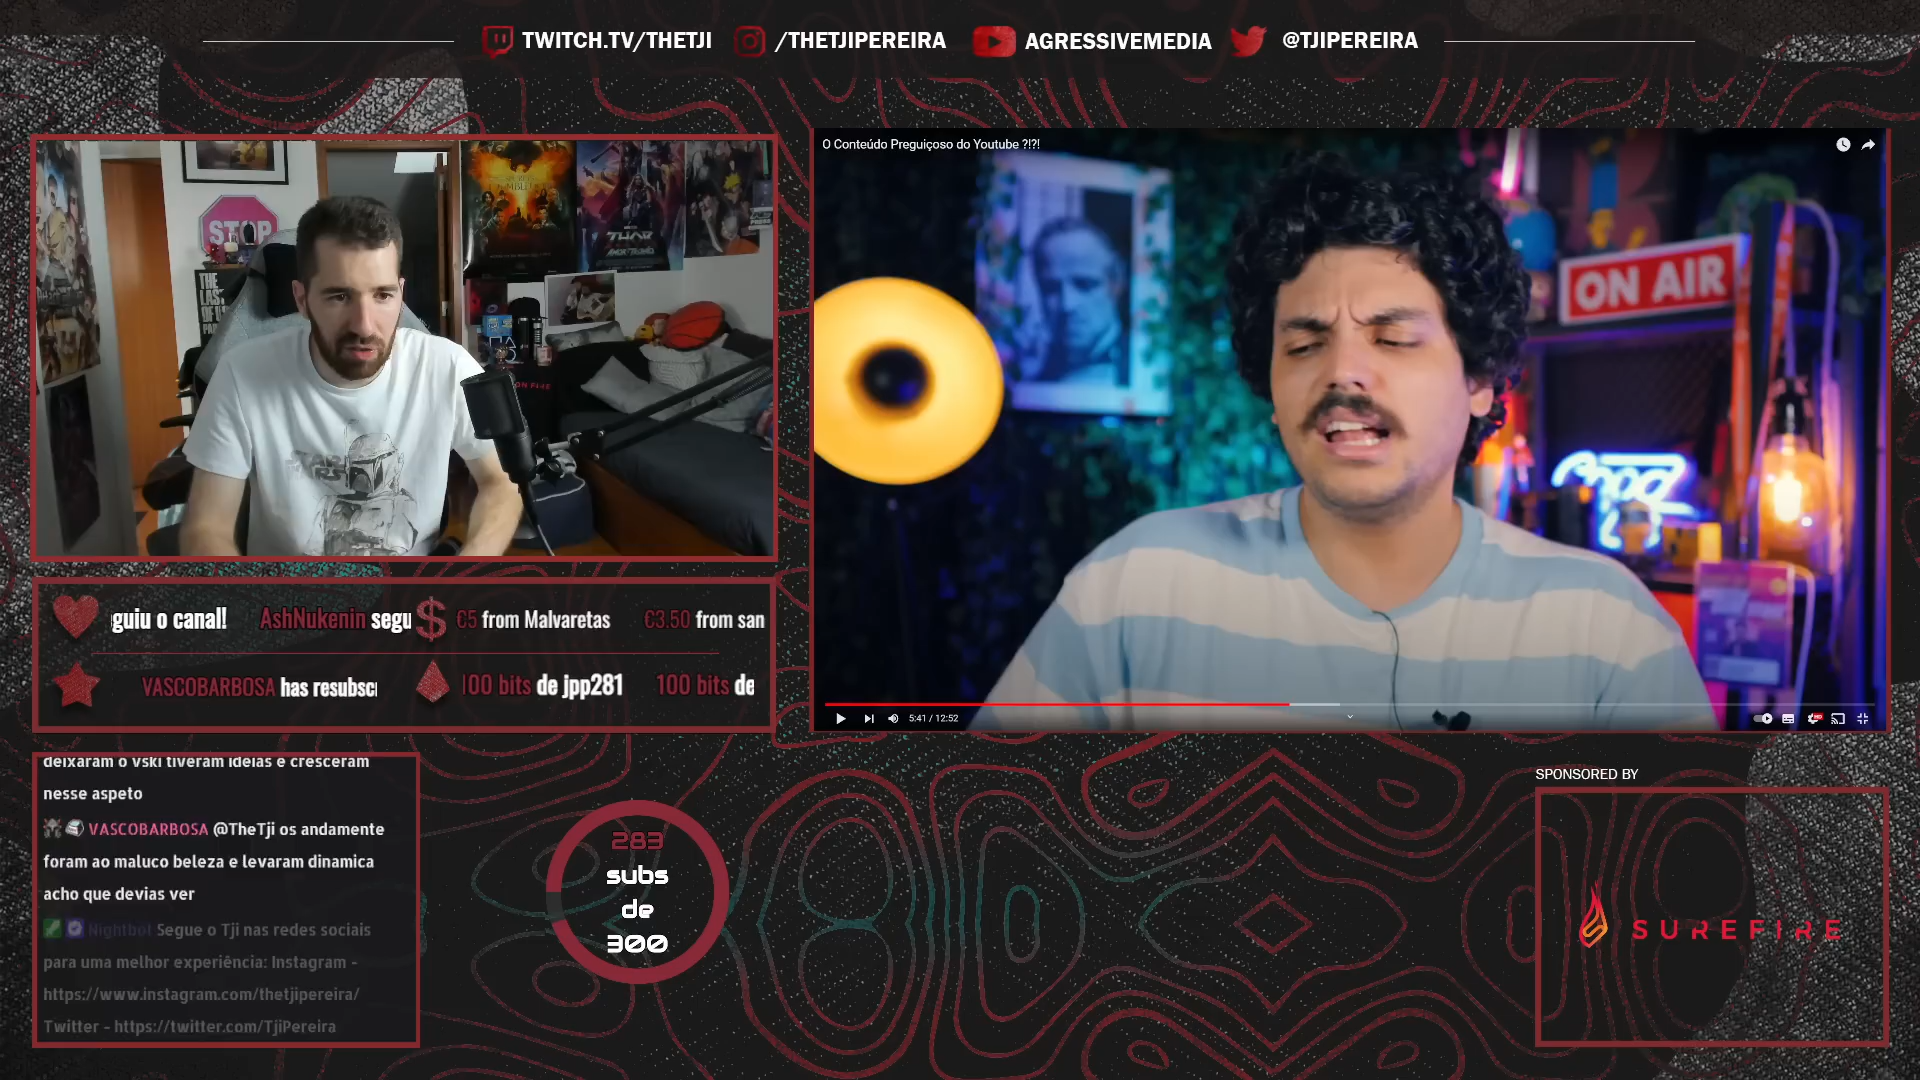 TWITCH.TV/THETJI /THETJIPEREIRA AGRESSIVEMEDIA @TJIPEREIRA
O Conteúdo Preguiçoso do Youtube ?!?!
STOP
THE
THOR
ON AIR
ON FIRE
5:41 / 12:52
guiu o canal! AshNukenin segu €5 from Malvaretas €3.50 from san
VASCOBARBOSA has resubsc 100 bits de jpp281 100 bits de
deixaram o vski tiveram ideias e cresceram
nesse aspeto
VASCOBARBOSA @TheTji os andamente
foram ao maluco beleza e levaram dinamica
acho que devias ver
Nightbot Segue o Tji nas redes sociais
para uma melhor experiência: Instagram -
https://www.instagram.com/thetjipereira/
Twitter - https://twitter.com/TjiPereira
283
subs
de
300
SPONSORED BY
SUREFIRE